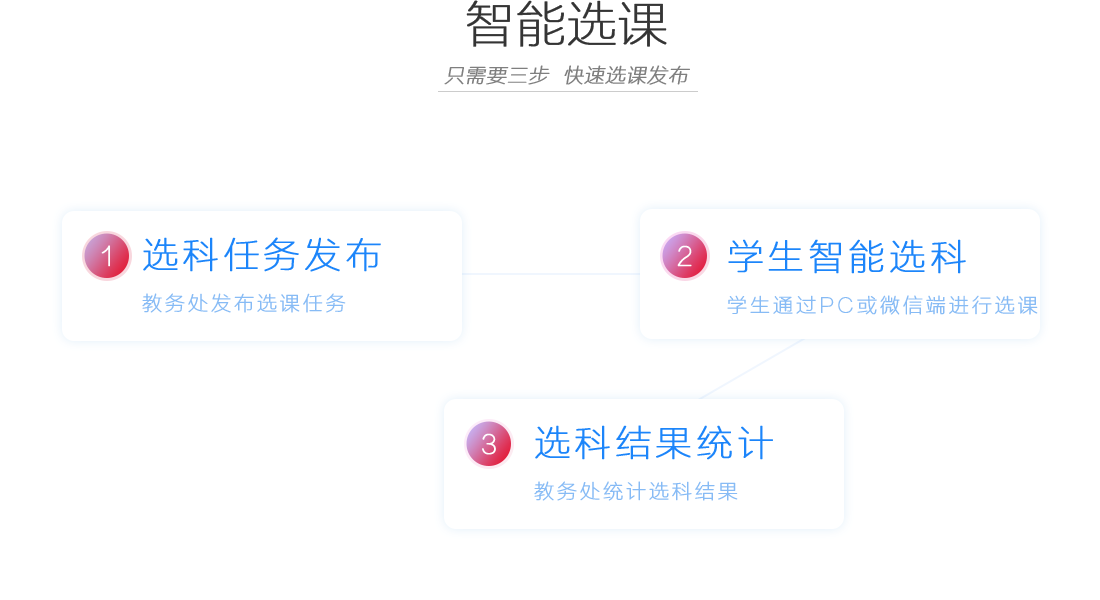 智能选课
只需要三步 快速选课发布
1 选科任务发布
教务处发布选课任务
2 学生智能选科
学生通过PC或微信端进行选课
3 选科结果统计
教务处统计选科结果